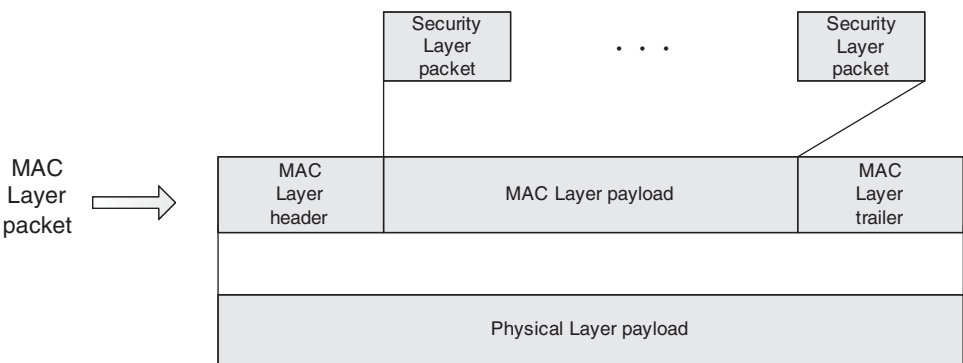 Security
Layer
packet
. . .
Security
Layer
packet
MAC
Layer
packet
MAC
Layer
header
MAC Layer payload
MAC
Layer
trailer
Physical Layer payload